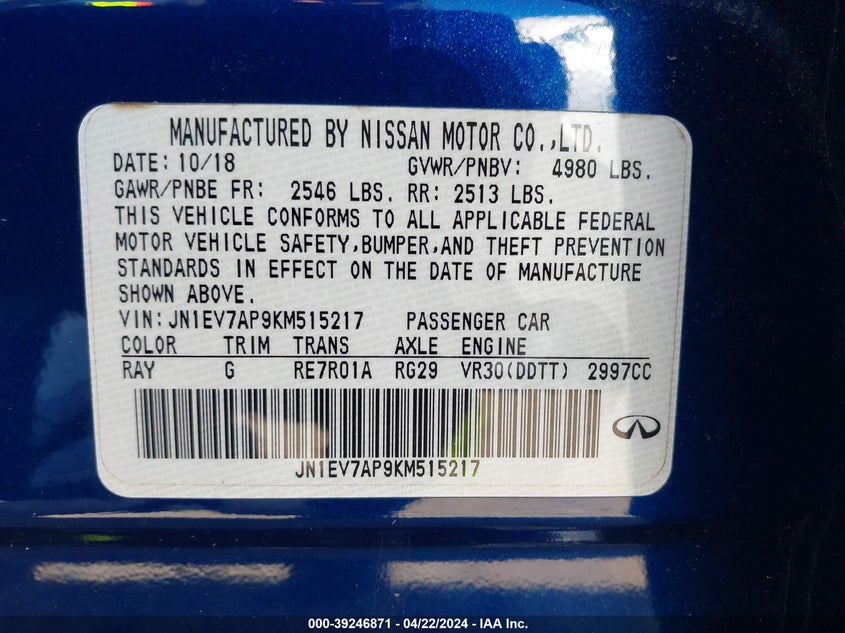 MANUFACTURED BY NISSAN MOTOR CO.,LTD.
DATE: 10/18 GVWR/PNBV: 4980 LBS.
GAWR/PNBE FR: 2546 LBS. RR: 2513 LBS.
THIS VEHICLE CONFORMS TO ALL APPLICABLE FEDERAL
MOTOR VEHICLE SAFETY,BUMPER,AND THEFT PREVENTION
STANDARDS IN EFFECT ON THE DATE OF MANUFACTURE
SHOWN ABOVE.
VIN: JN1EV7AP9KM515217 PASSENGER CAR
COLOR TRIM TRANS AXLE ENGINE
RAY G RE7R01A RG29 VR30(DDTT) 2997CC
JN1EV7AP9KM515217
000-39246871 - 04/22/2024 - IAA Inc.